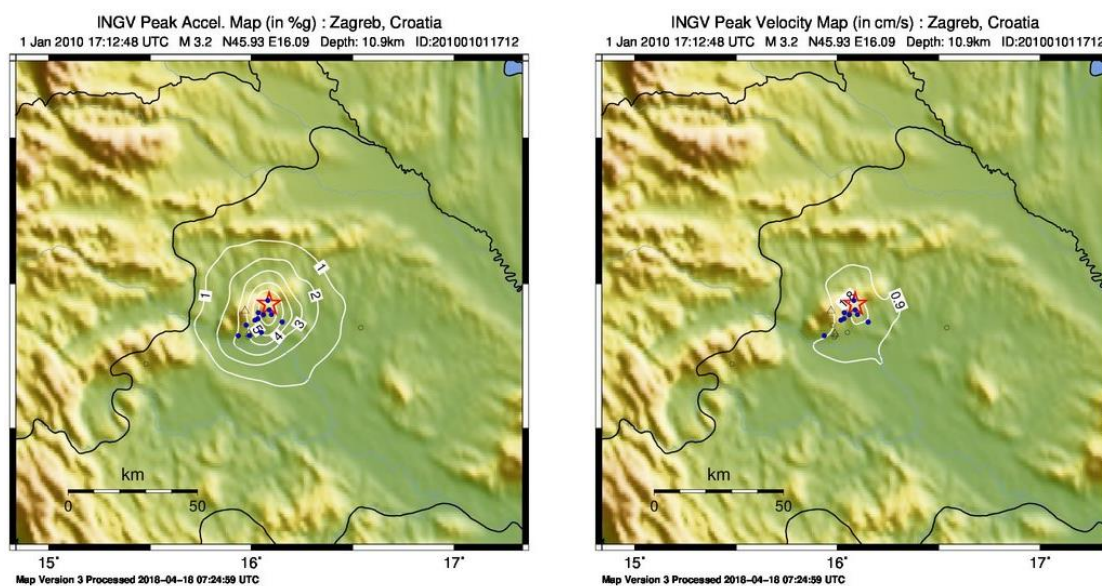 INGV Peak Accel. Map (in %g) : Zagreb, Croatia
1 Jan 2010 17:12:48 UTC M 3.2 N45.93 E16.09 Depth: 10.9km ID:201001011712
1
1
2
3
4
5
km
0 50
15° 16° 17°
Map Version 3 Processed 2018-04-18 07:24:59 UTC
INGV Peak Velocity Map (in cm/s) : Zagreb, Croatia
1 Jan 2010 17:12:48 UTC M 3.2 N45.93 E16.09 Depth: 10.9km ID:201001011712
0.9
km
0 50
15° 16° 17°
Map Version 3 Processed 2018-04-18 07:24:59 UTC